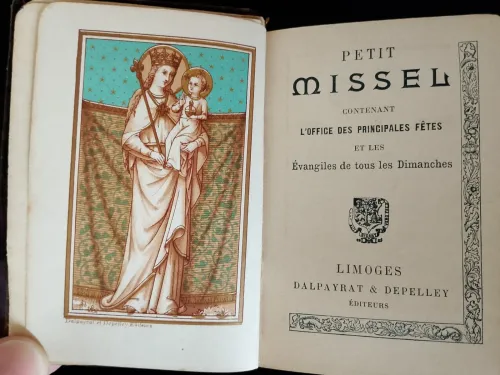 PETIT
MISSEL
CONTENANT
L'OFFICE DES PRINCIPALES FÊTES
ET LES
Évangiles de tous les Dimanches
LIMOGES
DALPAYRAT & DEPELLEY
ÉDITEURS